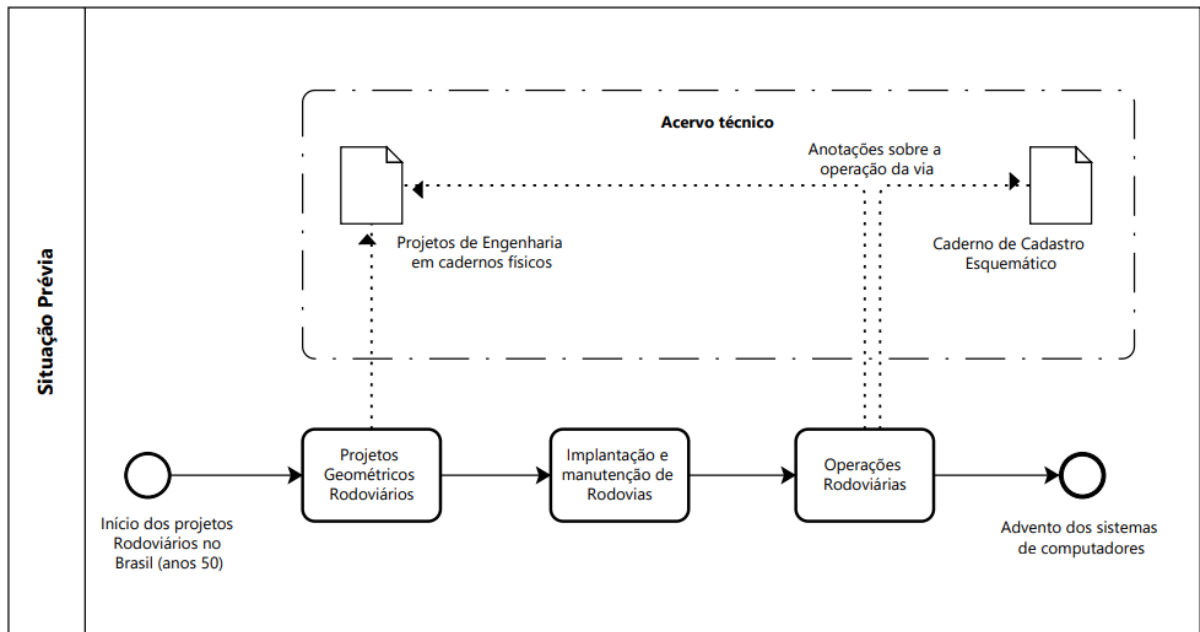 Situação Prévia
Acervo técnico
Anotações sobre a
operação da via
Projetos de Engenharia
em cadernos físicos
Caderno de Cadastro
Esquemático
Projetos
Geométricos
Rodoviários
Implantação e
manutenção de
Rodovias
Operações
Rodoviárias
Início dos projetos
Rodoviários no
Brasil (anos 50)
Advento dos sistemas
de computadores